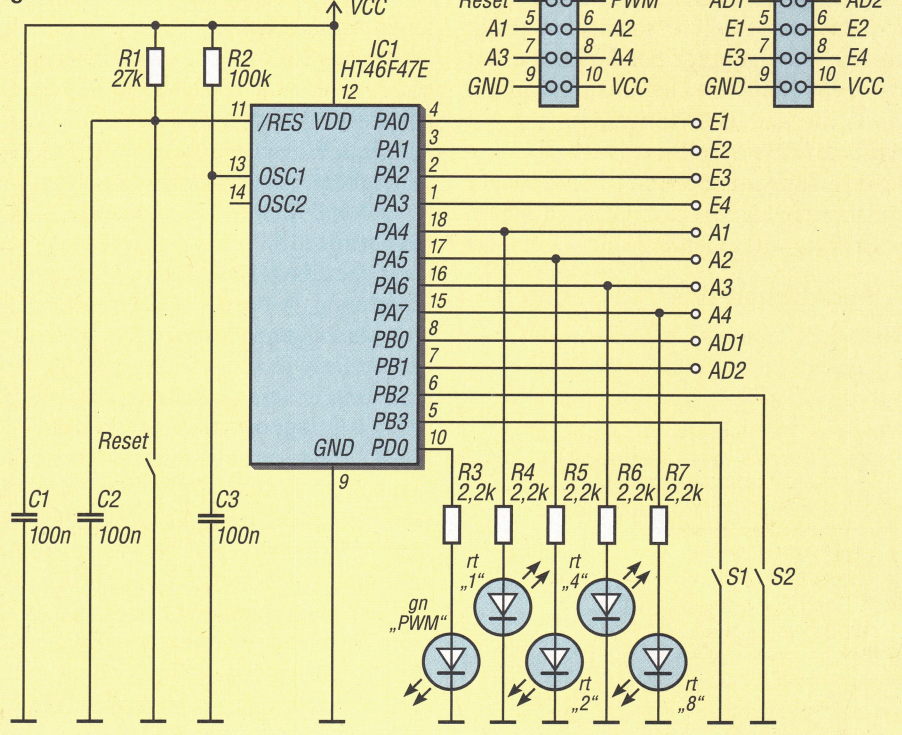 VCC
Reset
PWM
AD1
AD2
A1 5 6 A2
E1 5 6 E2
A3 7 8 A4
E3 7 8 E4
GND 9 10 VCC
GND 9 10 VCC
R1
27k
R2
100k
IC1
HT46F47E
12
11 /RES VDD PA0 4 E1
PA1 3 E2
13 OSC1 PA2 2 E3
14 OSC2 PA3 1 E4
PA4 18 A1
PA5 17 A2
PA6 16 A3
PA7 15 A4
PB0 8 AD1
PB1 7 AD2
PB2 6
PB3 5
GND PD0 10
9
Reset
C1
100n
C2
100n
C3
100n
R3
2,2k
R4
2,2k
R5
2,2k
R6
2,2k
R7
2,2k
rt
„1“
rt
„4“
S1
S2
gn
„PWM“
rt
„2“
rt
„8“